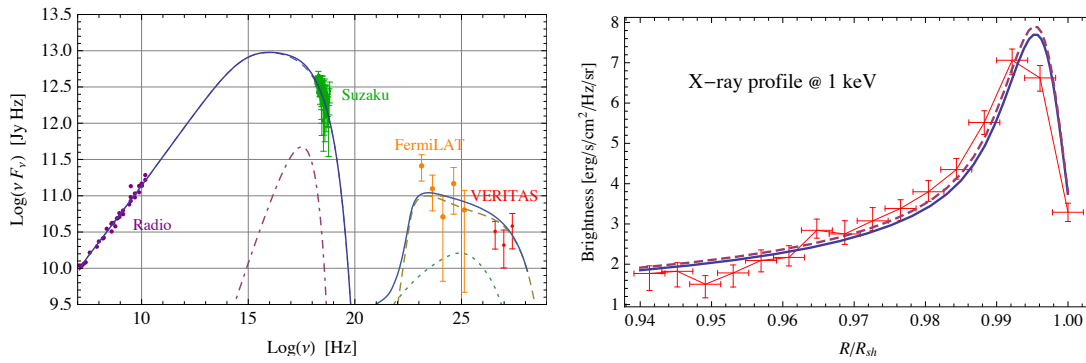 13.5
13.0
12.5
12.0
11.5
11.0
10.5
10.0
9.5
Log(ν Fν) [Jy Hz]
Suzaku
FermiLAT
VERITAS
Radio
10 15 20 25
Log(ν) [Hz]
X−ray profile @ 1 keV
8
7
6
5
4
3
2
1
Brightness [erg/s/cm²/Hz/sr]
0.94 0.95 0.96 0.97 0.98 0.99 1.00
R/Rsh